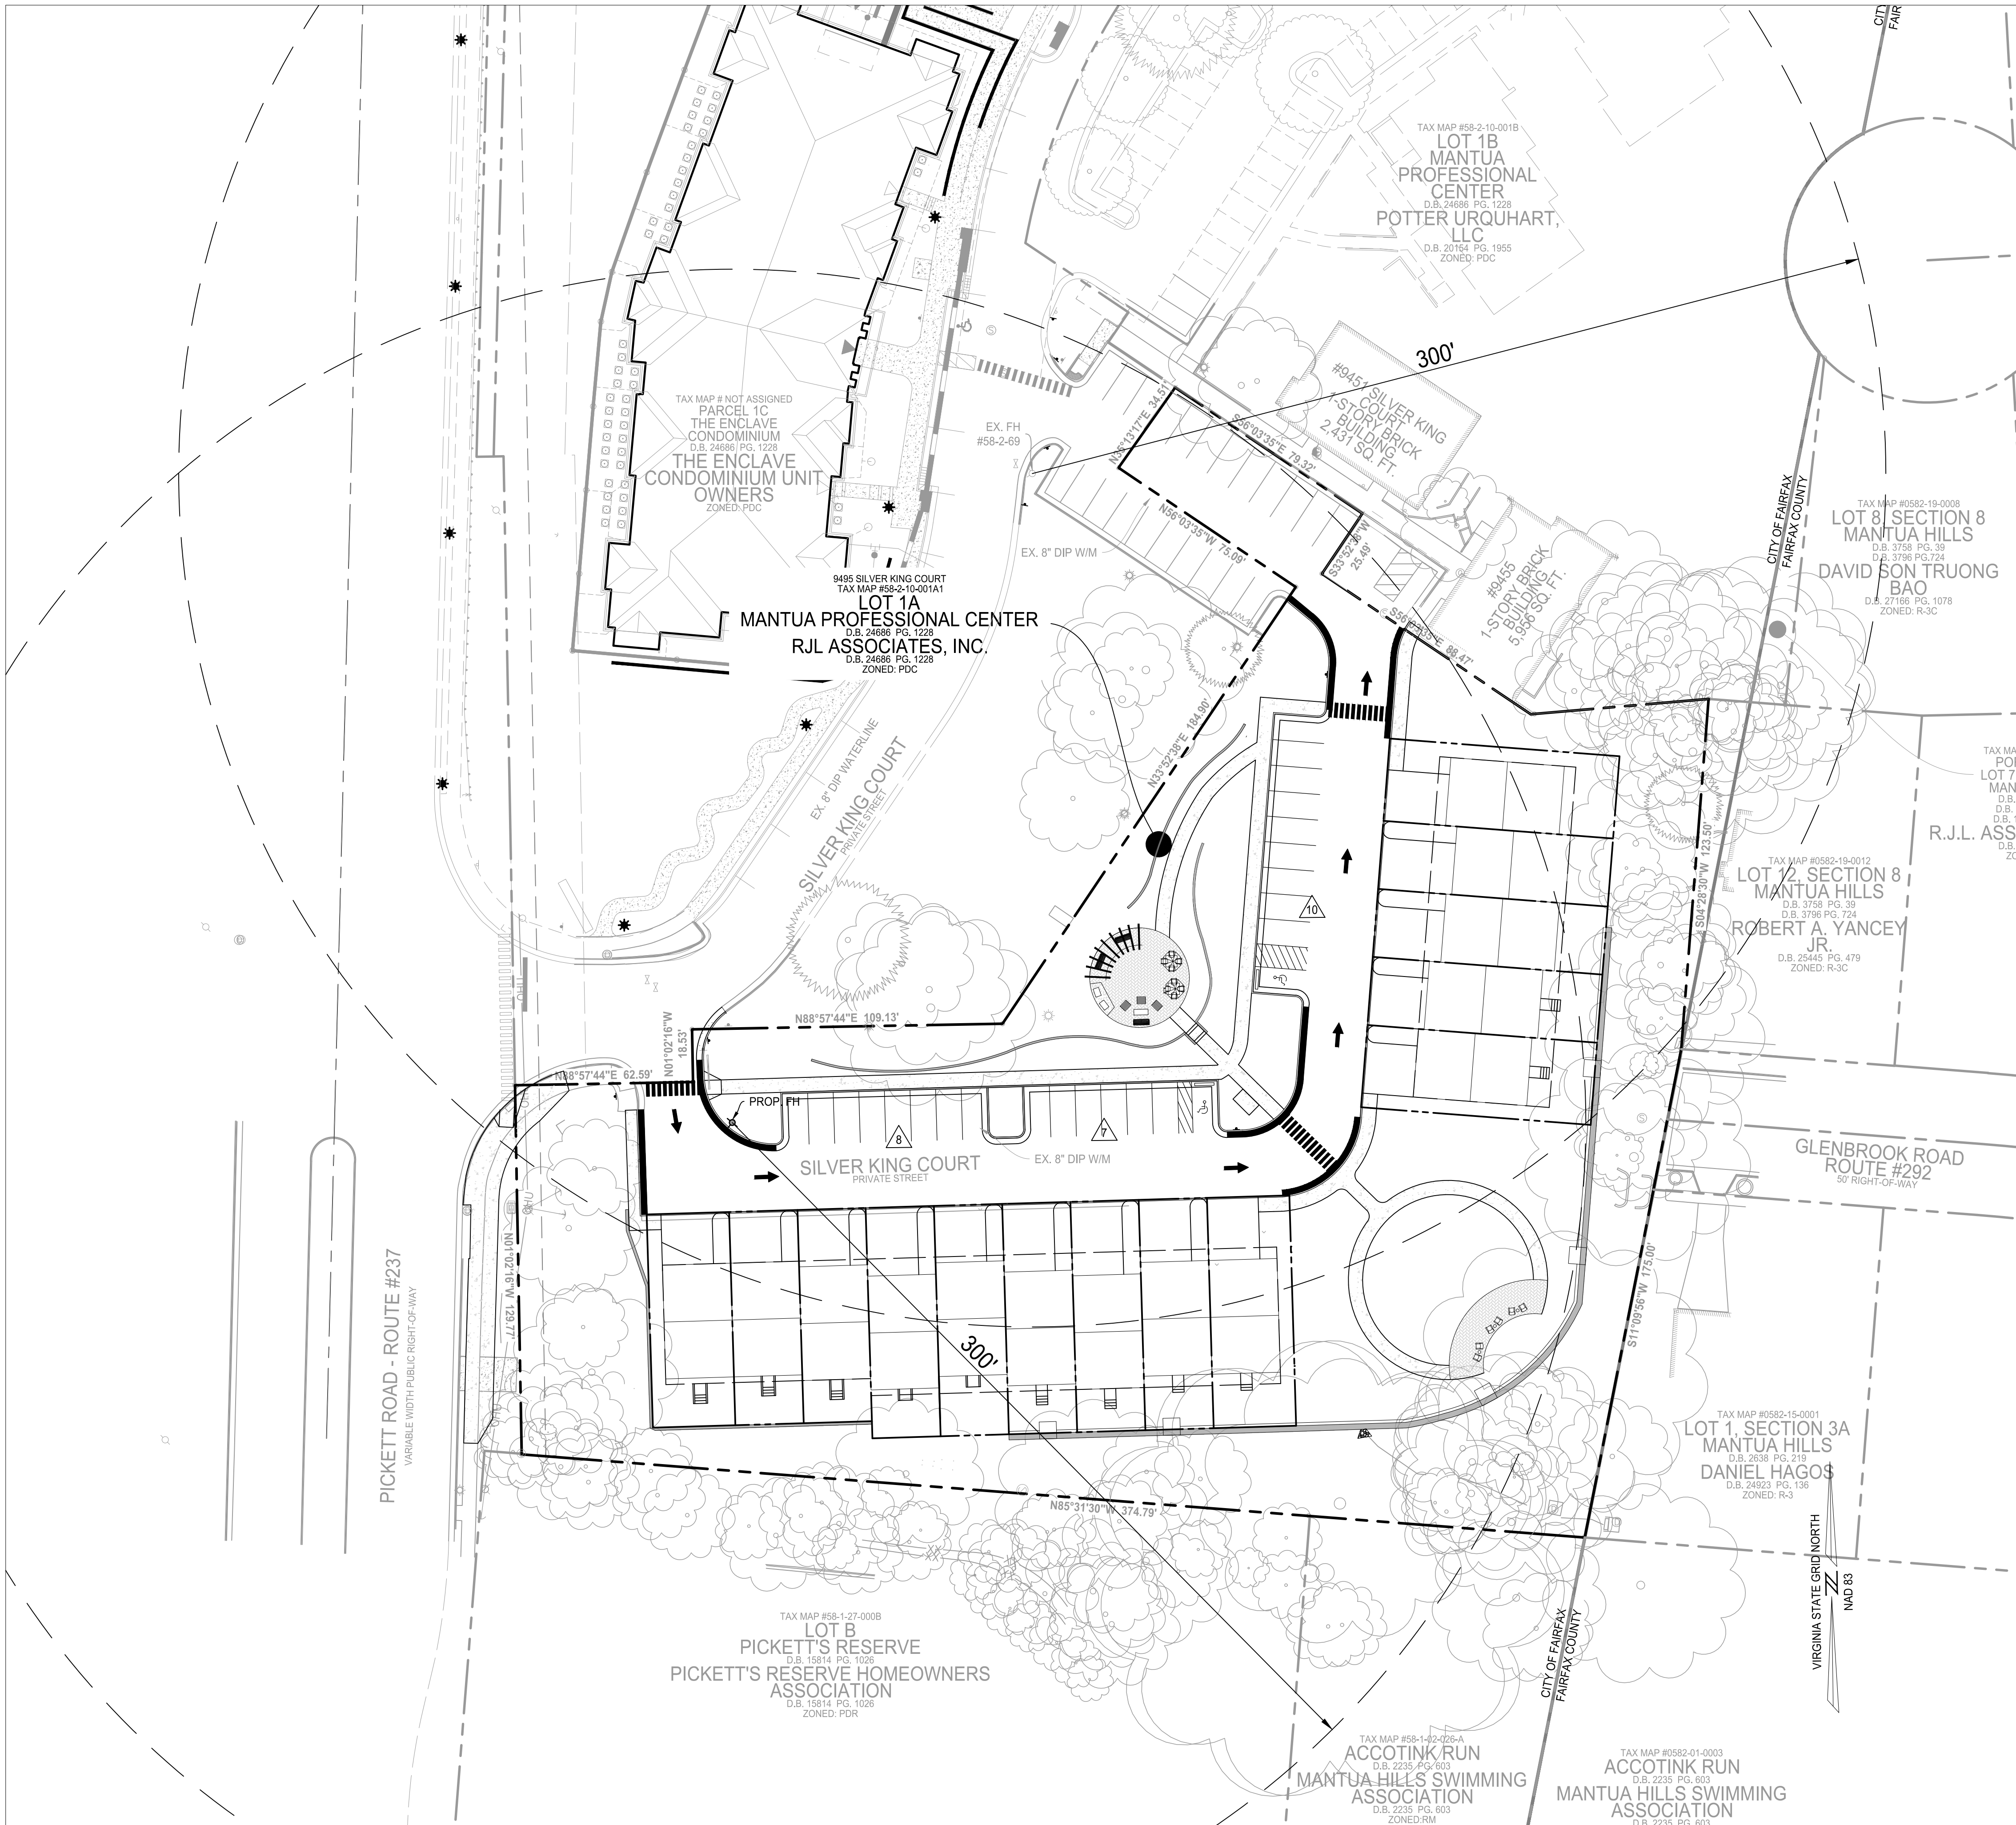 CITY
FAIR
TAX MAP #58-2-10-001B
LOT 1B
MANTUA
PROFESSIONAL
CENTER
D.B. 24686 PG. 1228
POTTER URQUHART,
LLC
D.B. 20154 PG. 1955
ZONED: PDC
300'
#9451 SILVER KING
COURT
1-STORY BRICK
BUILDING
2,431 SQ. FT.
TAX MAP # NOT ASSIGNED
PARCEL 1C
THE ENCLAVE
CONDOMINIUM
D.B. 24686 PG. 1228
THE ENCLAVE
CONDOMINIUM UNIT
OWNERS
ZONED: PDC
EX. FH
#58-2-69
S56°03'35"E 79.32'
N56°03'35"W 75.09'
S33°52'38"W
25.49'
EX. 8" DIP W/M
#9455
1-STORY BRICK
BUILDING
5,956 SQ. FT.
S56°03'35"E 88.47'
CITY OF FAIRFAX
FAIRFAX COUNTY
TAX MAP #0582-19-0008
LOT 8, SECTION 8
MANTUA HILLS
D.B. 3758 PG. 39
D.B. 3796 PG.724
DAVID SON TRUONG
BAO
D.B. 27166 PG. 1078
ZONED: R-3C
9495 SILVER KING COURT
TAX MAP #58-2-10-001A1
LOT 1A
MANTUA PROFESSIONAL CENTER
D.B. 24686 PG. 1228
RJL ASSOCIATES, INC.
D.B. 24686 PG. 1228
ZONED: PDC
N33°52'38"E 184.90'
EX. 8" DIP WATERLINE
SILVER KING COURT
PRIVATE STREET
TAX MA
LOT 7
MAN
D.B.
D.B.
R.J.L. ASS
D.B.
S04°28'30"W 123.50'
TAX MAP #0582-19-0012
LOT 12, SECTION 8
MANTUA HILLS
D.B. 3758 PG. 39
D.B. 3796 PG. 724
ROBERT A. YANCEY
JR.
D.B. 25445 PG. 479
ZONED: R-3C
10
N88°57'44"E 109.13'
N01°02'16"W
18.53'
N88°57'44"E 62.59'
PROP. FH
8
7
SILVER KING COURT
PRIVATE STREET
EX. 8" DIP W/M
GLENBROOK ROAD
ROUTE #292
50' RIGHT-OF-WAY
OHU
OHU
OHU
N01°02'16"W 129.77'
PICKETT ROAD - ROUTE #237
VARIABLE WIDTH PUBLIC RIGHT-OF-WAY
S11°09'56"W 175.00'
300'
TAX MAP #0582-15-0001
LOT 1, SECTION 3A
MANTUA HILLS
D.B. 2638 PG. 219
DANIEL HAGOS
D.B. 24923 PG. 136
ZONED: R-3
N85°31'30"W 374.79'
VIRGINIA STATE GRID NORTH
NAD 83
TAX MAP #58-1-27-000B
LOT B
PICKETT'S RESERVE
D.B. 15814 PG. 1026
PICKETT'S RESERVE HOMEOWNERS
ASSOCIATION
D.B. 15814 PG. 1026
ZONED: PDR
CITY OF FAIRFAX
FAIRFAX COUNTY
TAX MAP #58-1-02-026-A
ACCOTINK RUN
D.B. 2235 PG. 603
MANTUA HILLS SWIMMING
ASSOCIATION
D.B. 2235 PG. 603
ZONED:RM
TAX MAP #0582-01-0003
ACCOTINK RUN
D.B. 2235 PG. 603
MANTUA HILLS SWIMMING
ASSOCIATION
D.B. 2235 PG. 603